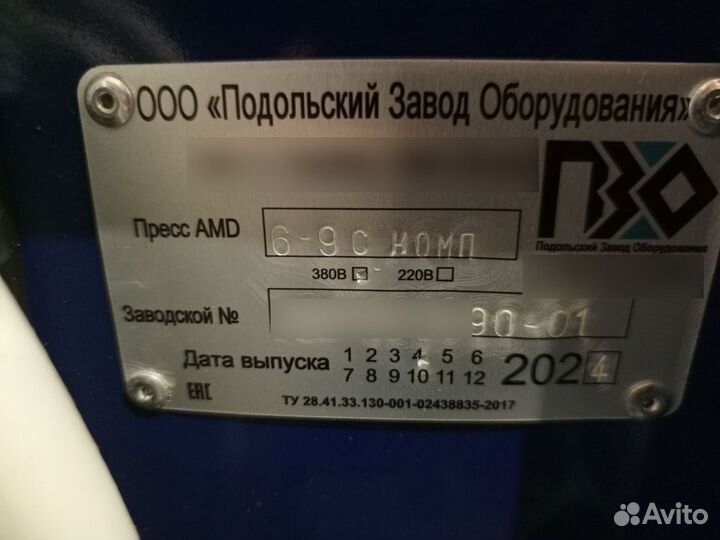 ООО «Подольский Завод Оборудования»
ПЗО
Подольский Завод Оборудования
Пресс AMD 6-9С КОМП
380В 220В
Заводской № 90-01
Дата выпуска 1 2 3 4 5 6
7 8 9 10 11 12 2024
EAC
ТУ 28.41.33.130-001-02438835-2017
Avito